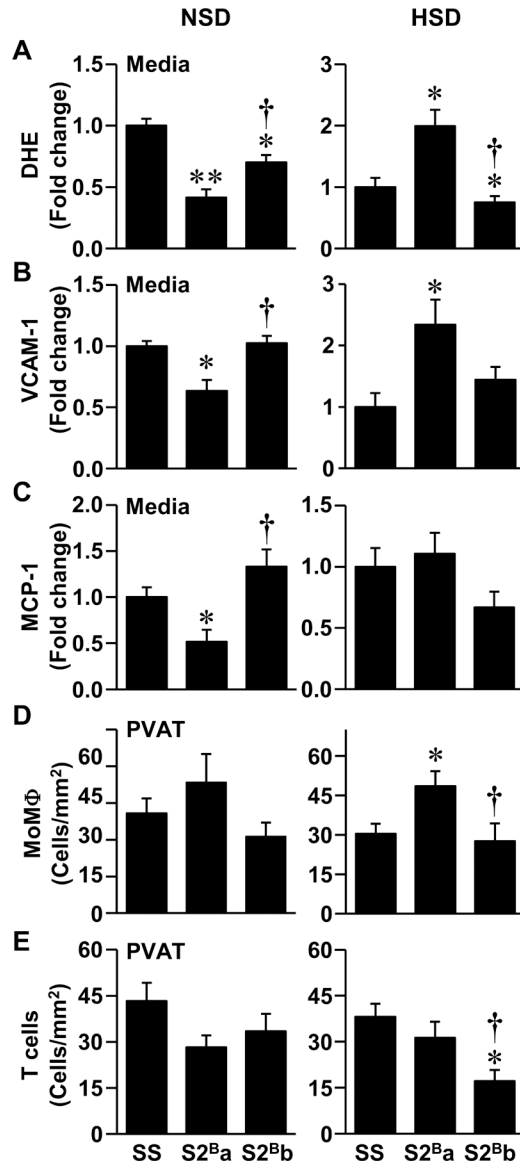 NSD HSD
A
DHE
(Fold change)
Media
1.5
1.0
0.5
0.0
**
†
*
3
2
1
0
*
†
*
B
VCAM-1
(Fold change)
Media
1.5
1.0
0.5
0.0
*
†
3
2
1
0
*
C
MCP-1
(Fold change)
Media
2.0
1.5
1.0
0.5
0.0
*
†
1.5
1.0
0.5
0.0
D
MoMΦ
(Cells/mm²)
PVAT
60
45
30
15
0
60
45
30
15
0
*
†
E
T cells
(Cells/mm²)
PVAT
60
45
30
15
0
60
45
30
15
0
†
*
SS S2ᴮa S2ᴮb SS S2ᴮa S2ᴮb